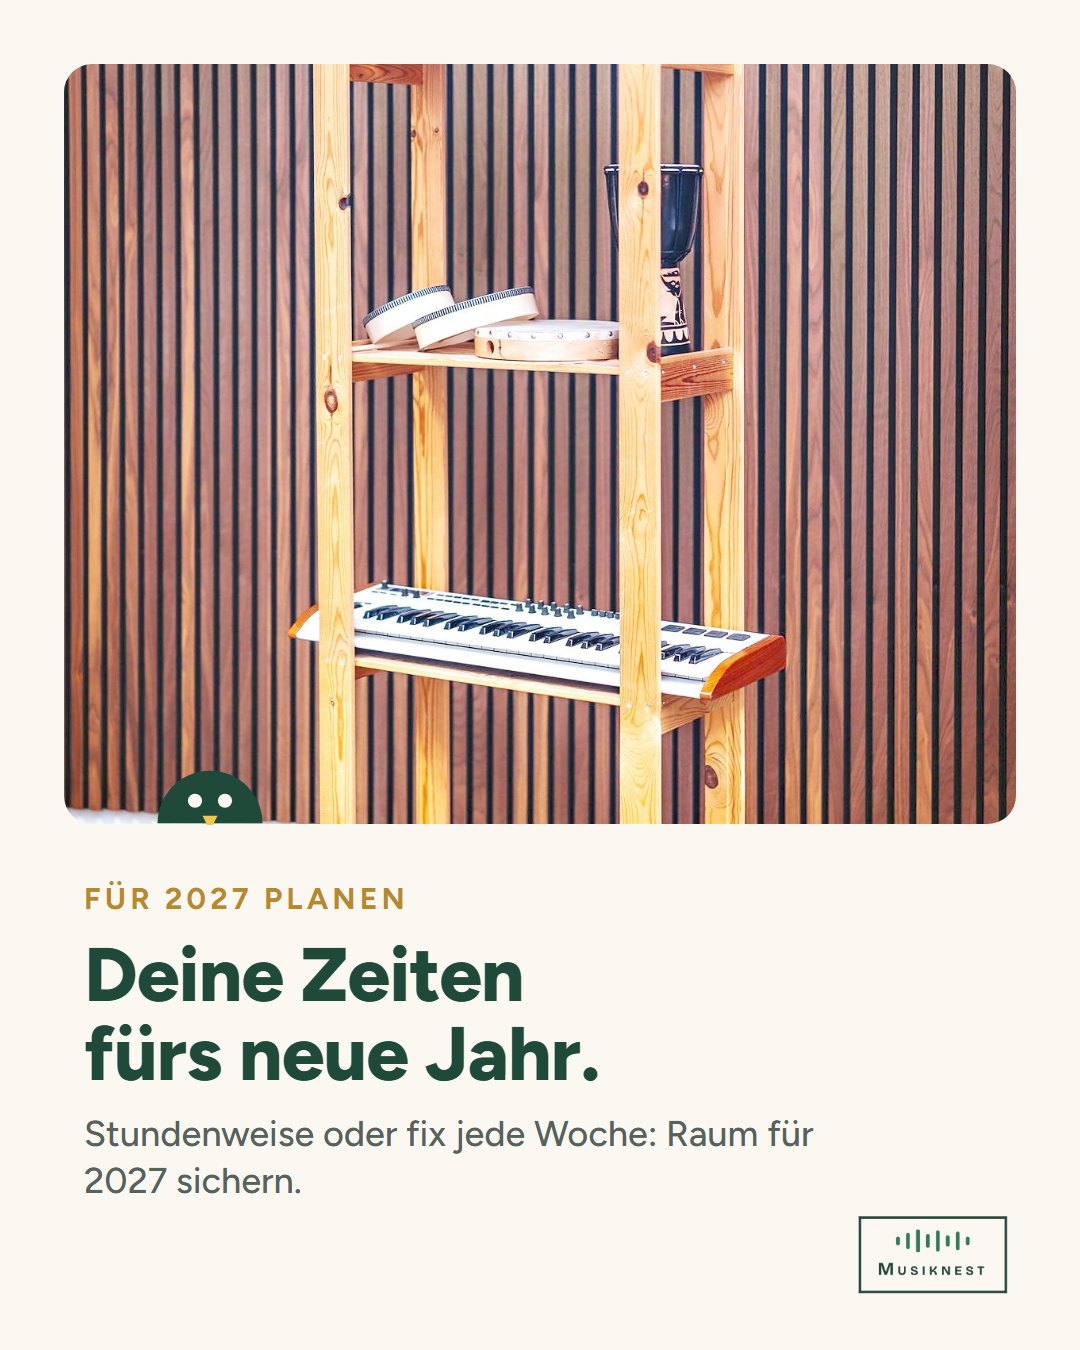 FÜR 2027 PLANEN
Deine Zeiten
fürs neue Jahr.
Stundenweise oder fix jede Woche: Raum für
2027 sichern.
MUSIKNEST